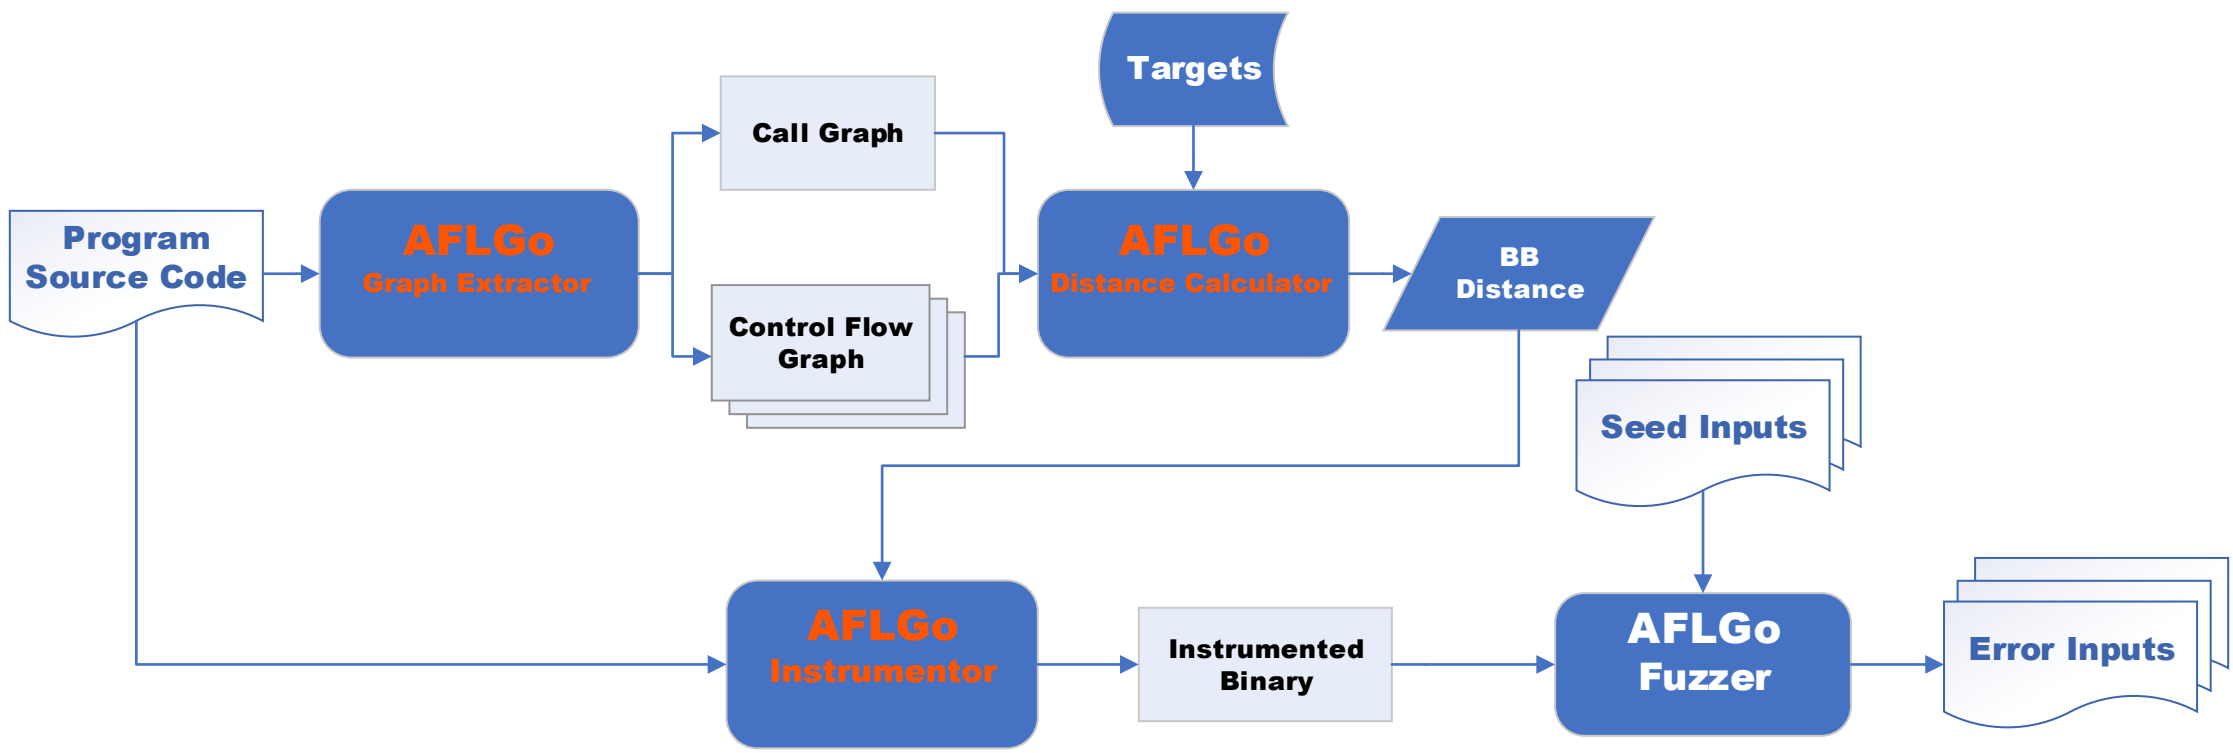 Targets
Call Graph
Program
Source Code
AFLGo
Graph Extractor
Control Flow
Graph
AFLGo
Distance Calculator
BB
Distance
Seed Inputs
AFLGo
Instrumentor
Instrumented
Binary
AFLGo
Fuzzer
Error Inputs